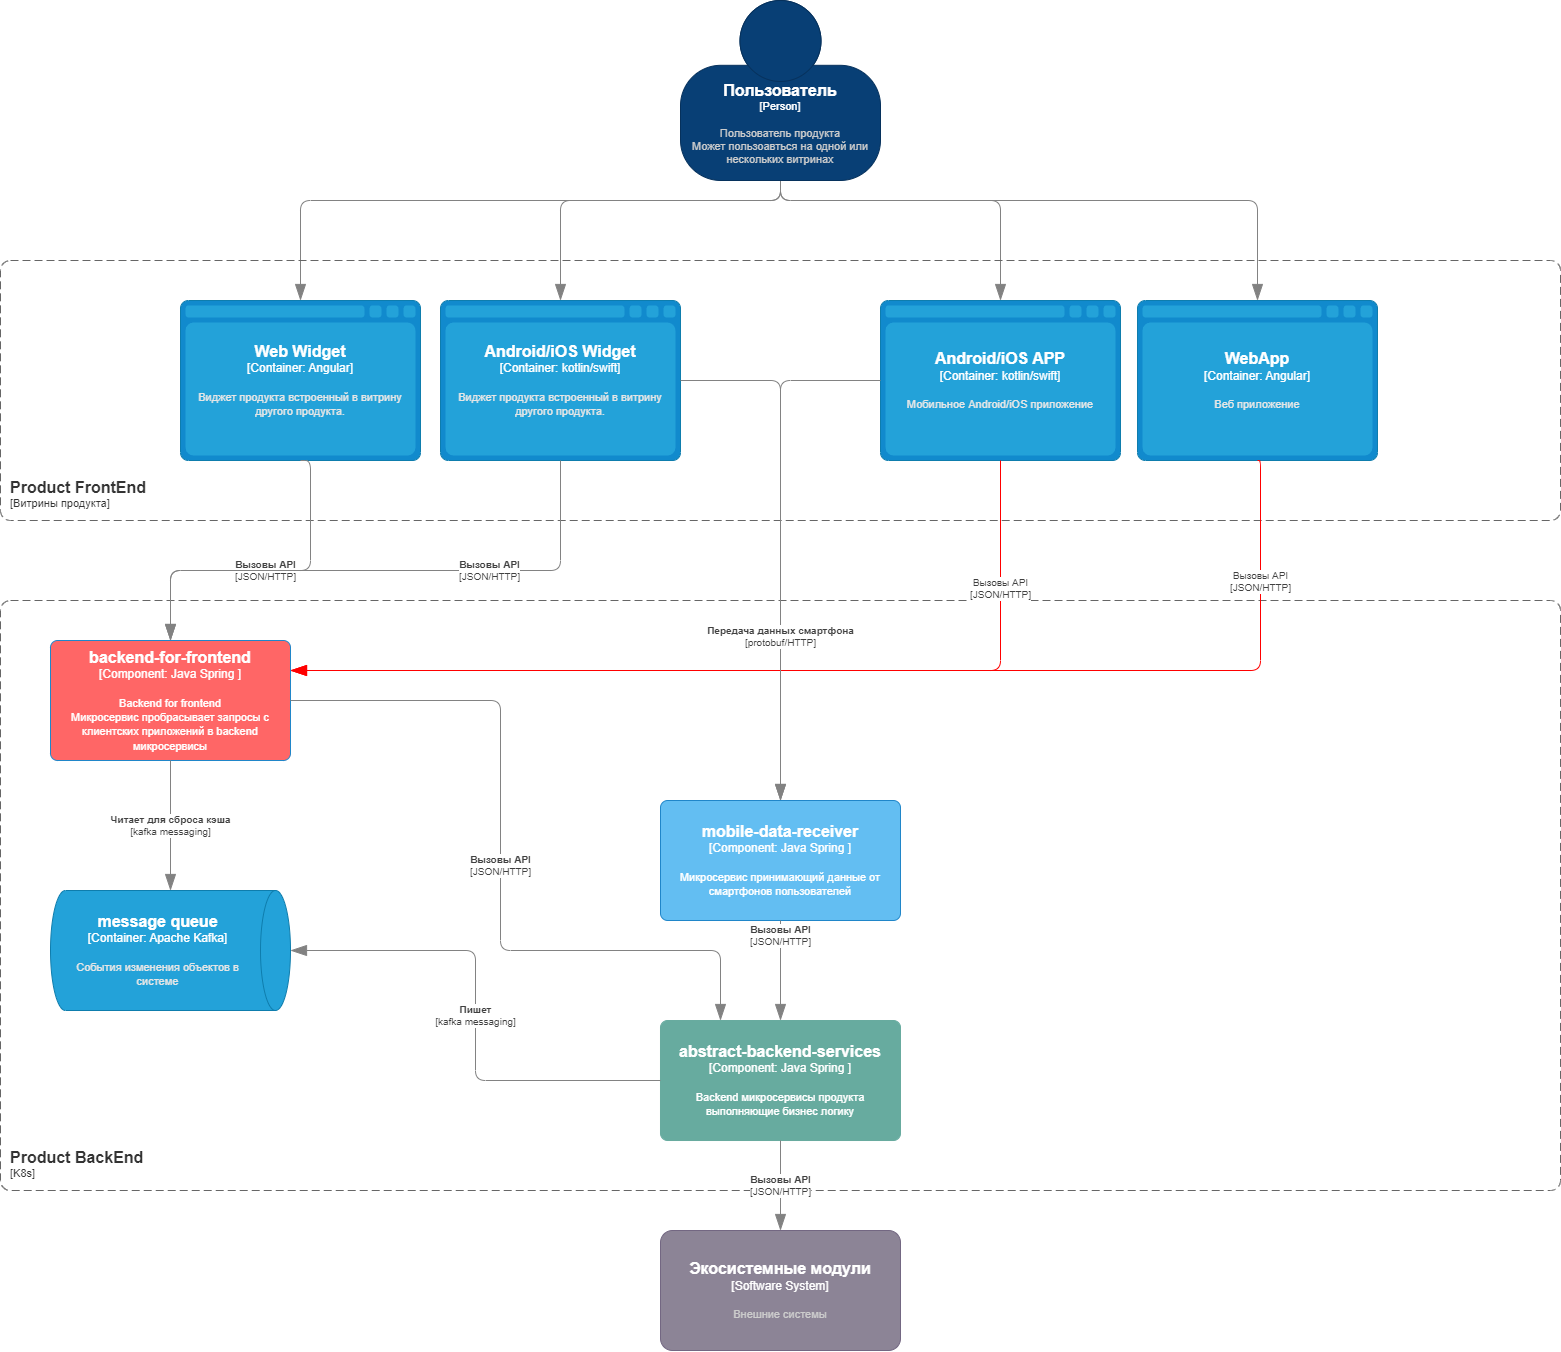 Пользователь
[Person]
Пользователь продукта
Может пользоавться на одной или
нескольких витринах
Web Widget
[Container: Angular]
Виджет продукта встроенный в витрину
другого продукта.
Android/iOS Widget
[Container: kotlin/swift]
Виджет продукта встроенный в витрину
другого продукта.
Android/iOS APP
[Container: kotlin/swift]
Мобильное Android/iOS приложение
WebApp
[Container: Angular]
Веб приложение
Product FrontEnd
[Витрины продукта]
Вызовы API
[JSON/HTTP]
Вызовы API
[JSON/HTTP]
Вызовы API
[JSON/HTTP]
Вызовы API
[JSON/HTTP]
Передача данных смартфона
[protobuf/HTTP]
backend-for-frontend
[Component: Java Spring ]
Backend for frontend
Микросервис пробрасывает запросы с
клиентских приложений в backend
микросервисы
Читает для сброса кэша
[kafka messaging]
Вызовы API
[JSON/HTTP]
mobile-data-receiver
[Component: Java Spring ]
Микросервис принимающий данные от
смартфонов пользователей
Вызовы API
[JSON/HTTP]
message queue
[Container: Apache Kafka]
События изменения объектов в
системе
Пишет
[kafka messaging]
abstract-backend-services
[Component: Java Spring ]
Backend микросервисы продукта
выполняющие бизнес логику
Product BackEnd
[K8s]
Вызовы API
[JSON/HTTP]
Экосистемные модули
[Software System]
Внешние системы